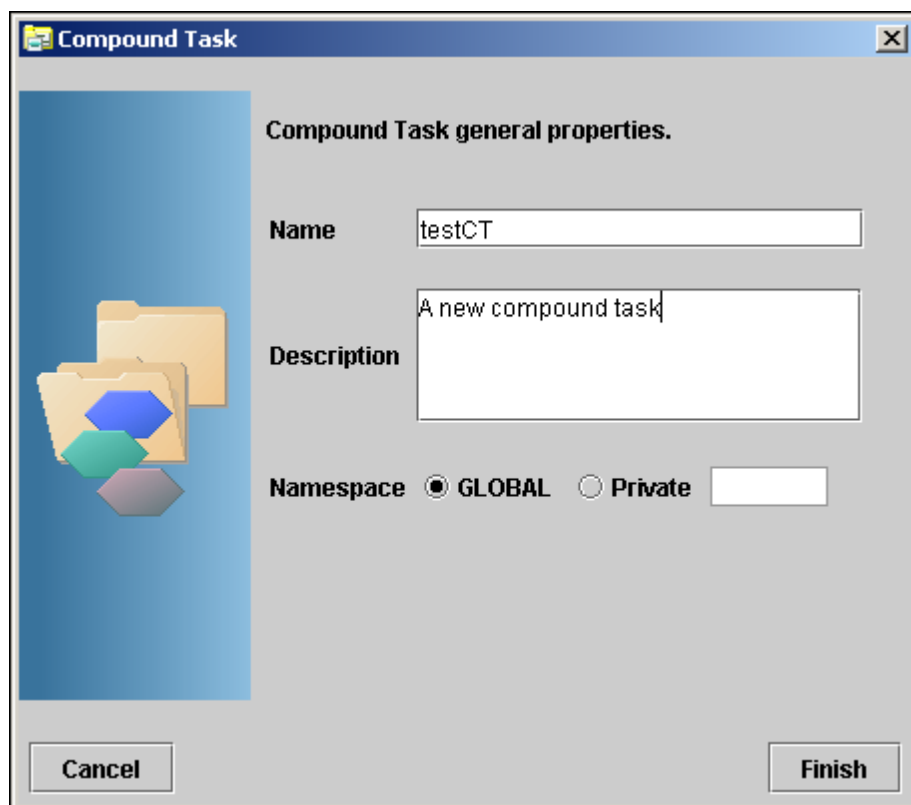 Compound Task
Compound Task general properties.
Name testCT
Description A new compound task
Namespace GLOBAL Private
Cancel Finish